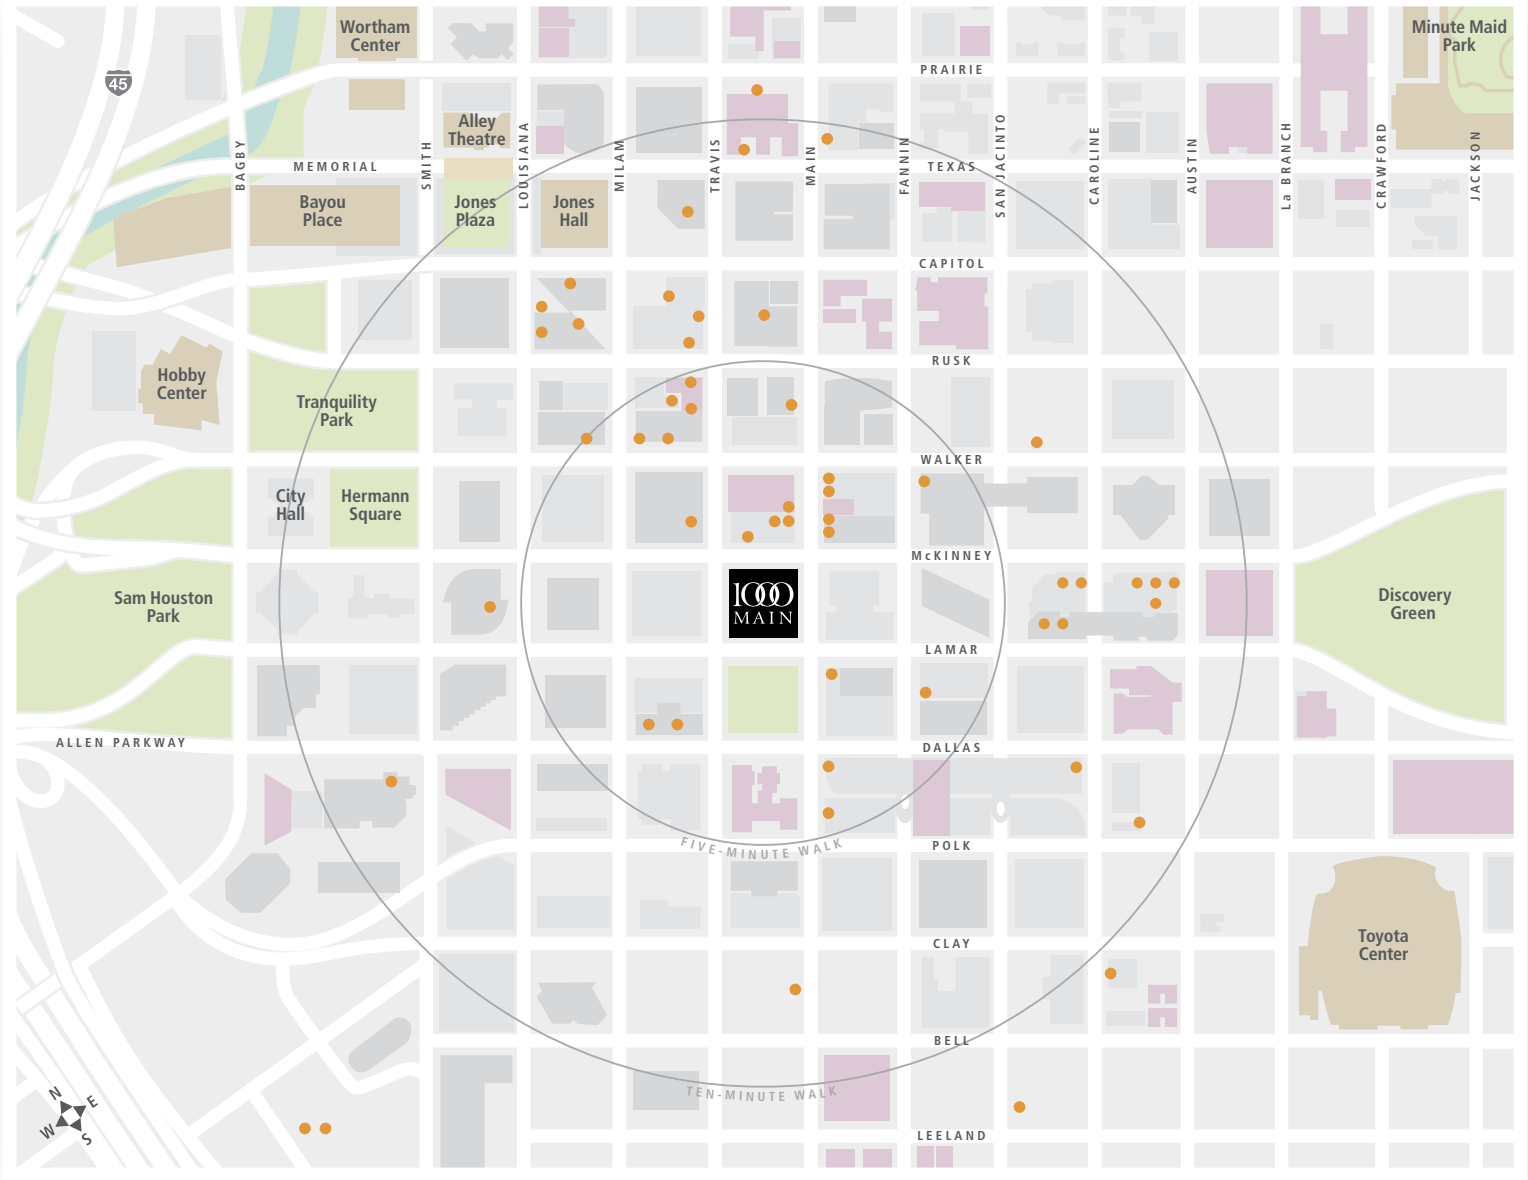 Wortham
Center
Minute Maid
Park
45
PRAIRIE
Alley
Theatre
BAGBY
MEMORIAL
SMITH
LOUISIANA
MILAM
TRAVIS
MAIN
FANNIN
TEXAS
SAN JACINTO
CAROLINE
AUSTIN
La BRANCH
CRAWFORD
JACKSON
Bayou
Place
Jones
Plaza
Jones
Hall
CAPITOL
RUSK
Hobby
Center
Tranquility
Park
WALKER
City
Hall
Hermann
Square
McKINNEY
Sam Houston
Park
1000
MAIN
Discovery
Green
LAMAR
ALLEN PARKWAY
DALLAS
FIVE-MINUTE WALK
POLK
CLAY
Toyota
Center
BELL
TEN-MINUTE WALK
N
E
W
S
LEELAND